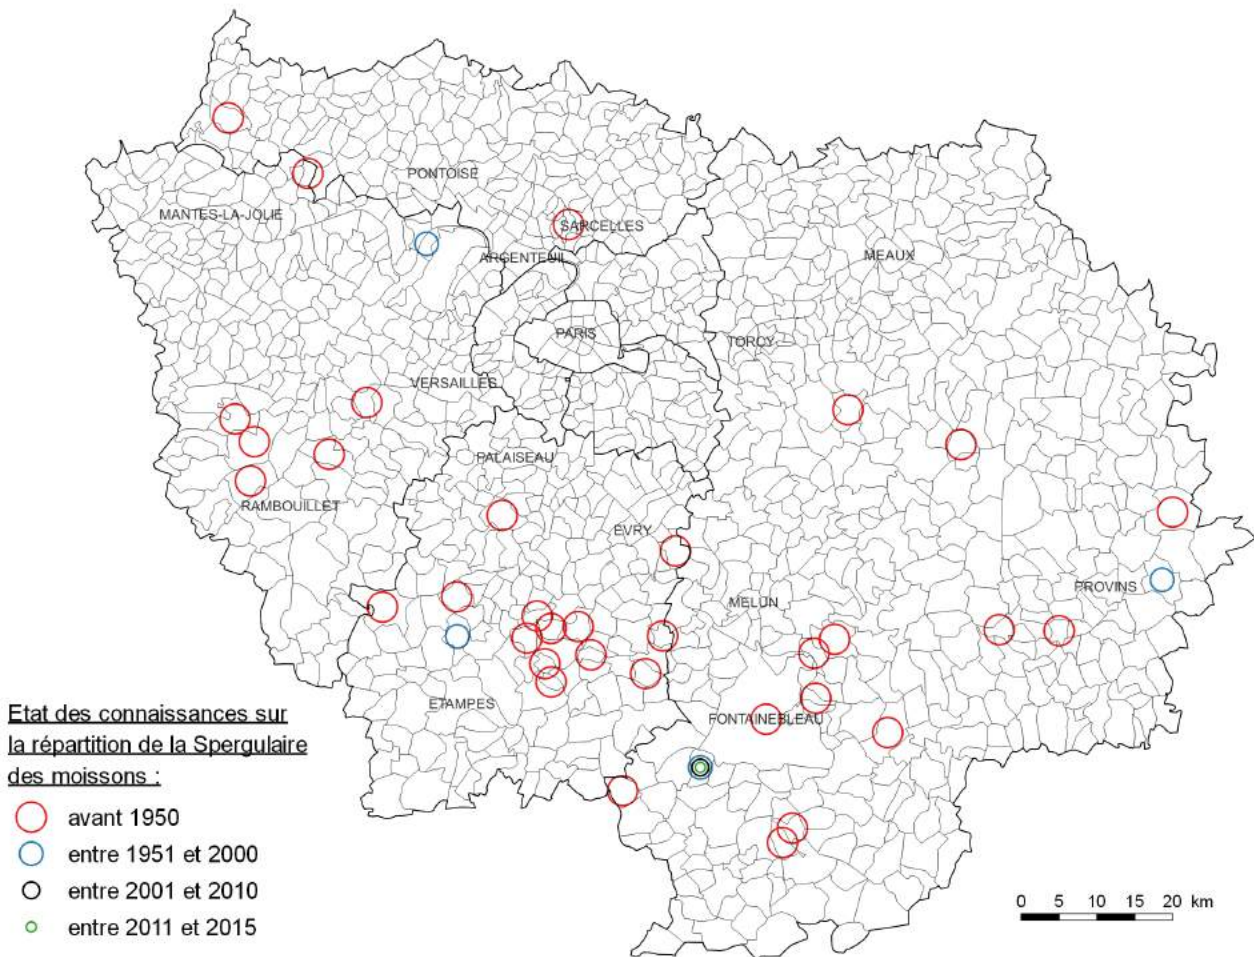 PONTOISE
MANTES-LA-JOLIE
SARCELLES
ARGENTEUIL
MEAUX
PARIS
TORCY
VERSAILLES
PALAISEAU
RAMBOUILLET
EVRY
PROVINS
MELUN
ETAMPES
FONTAINEBLEAU
Etat des connaissances sur
la répartition de la Spergulaire
des moissons :
avant 1950
entre 1951 et 2000
entre 2001 et 2010
entre 2011 et 2015
0 5 10 15 20 km